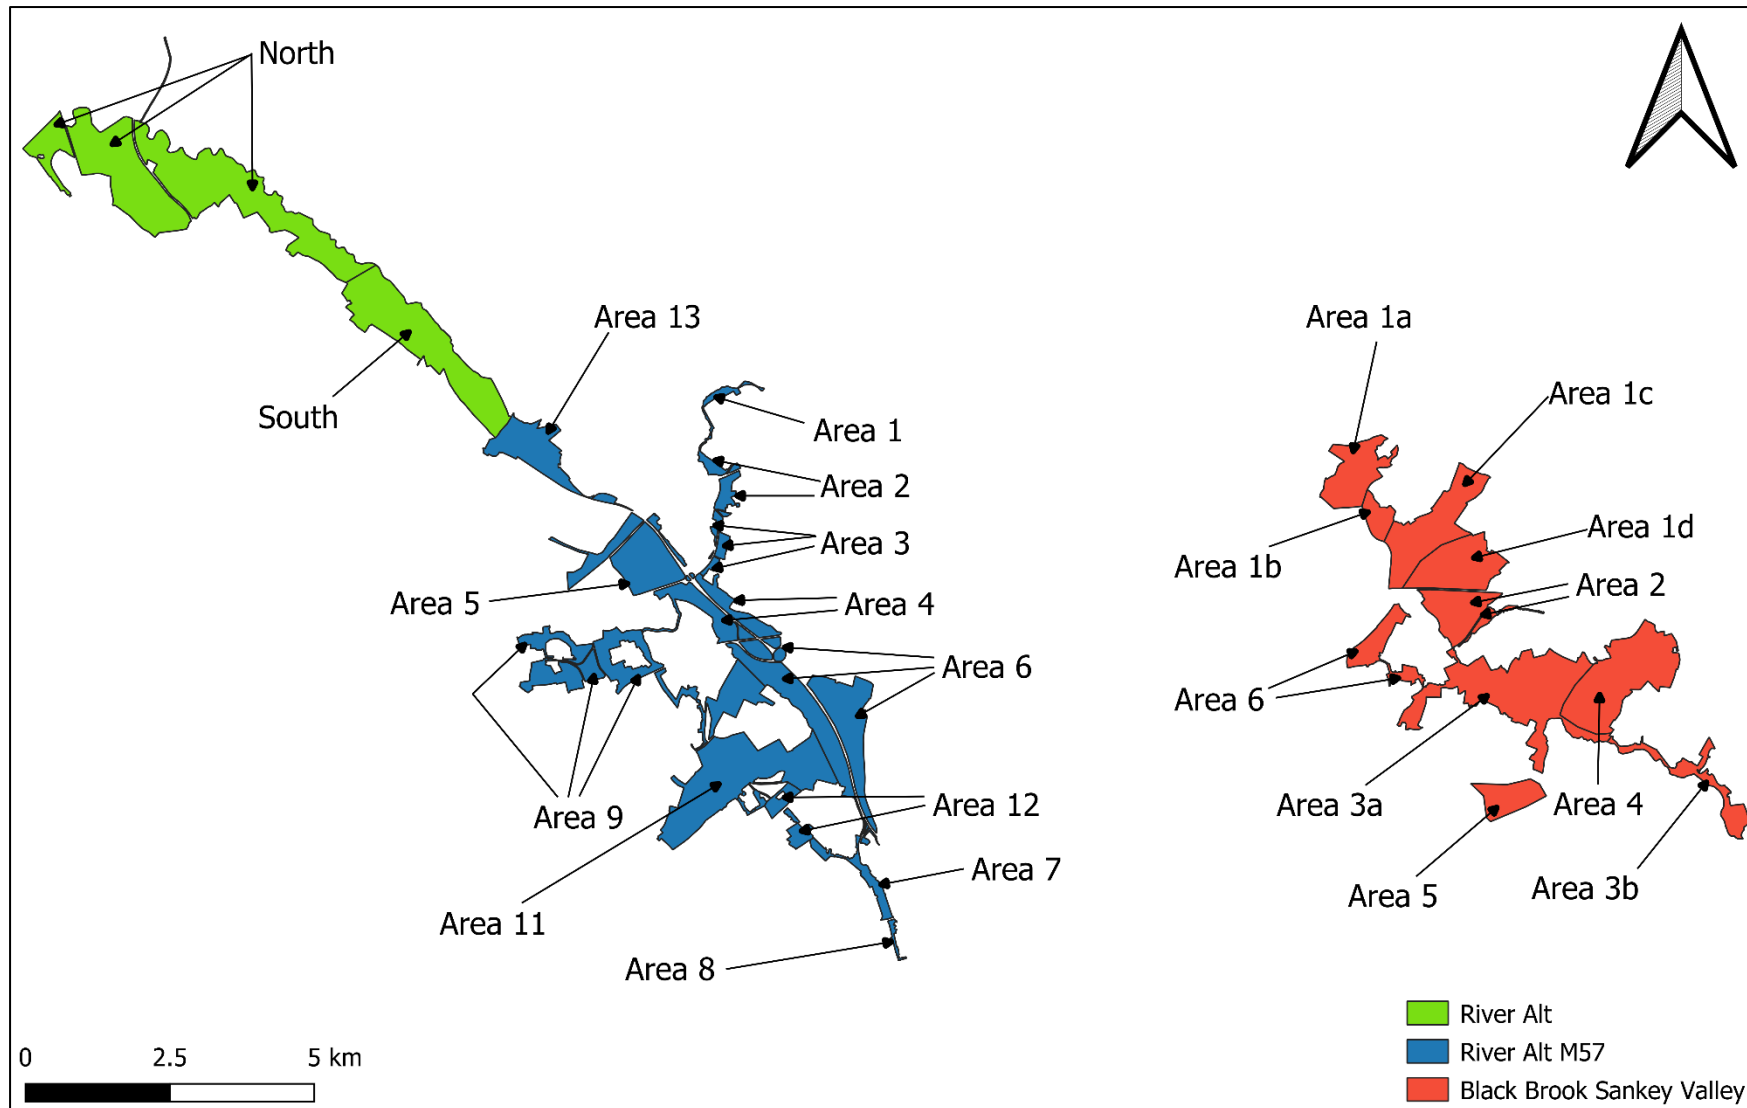 North
Area 13
Area 1a
Area 1c
South
Area 1
Area 2
Area 1d
Area 3
Area 1b
Area 2
Area 5
Area 4
Area 6
Area 6
Area 9
Area 12
Area 3a
Area 4
Area 7
Area 5
Area 3b
Area 11
Area 8
River Alt
0 2.5 5 km
River Alt M57
Black Brook Sankey Valley